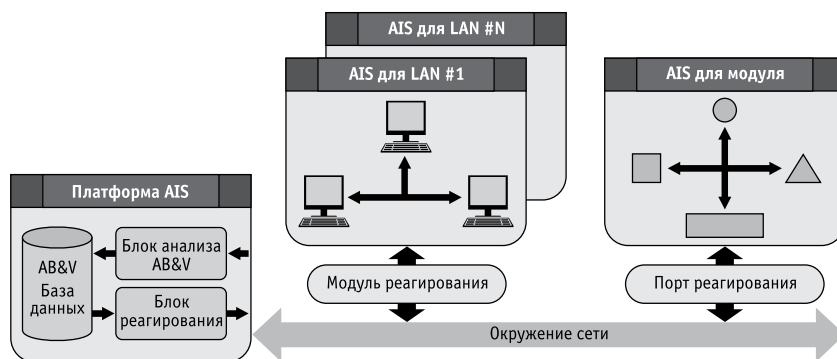 AIS для LAN #N
AIS для LAN #1
AIS для модуля
Платформа AIS
AB&V
База
данных
Блок анализа
AB&V
Блок
реагирования
Модуль реагирования
Порт реагирования
Окружение сети